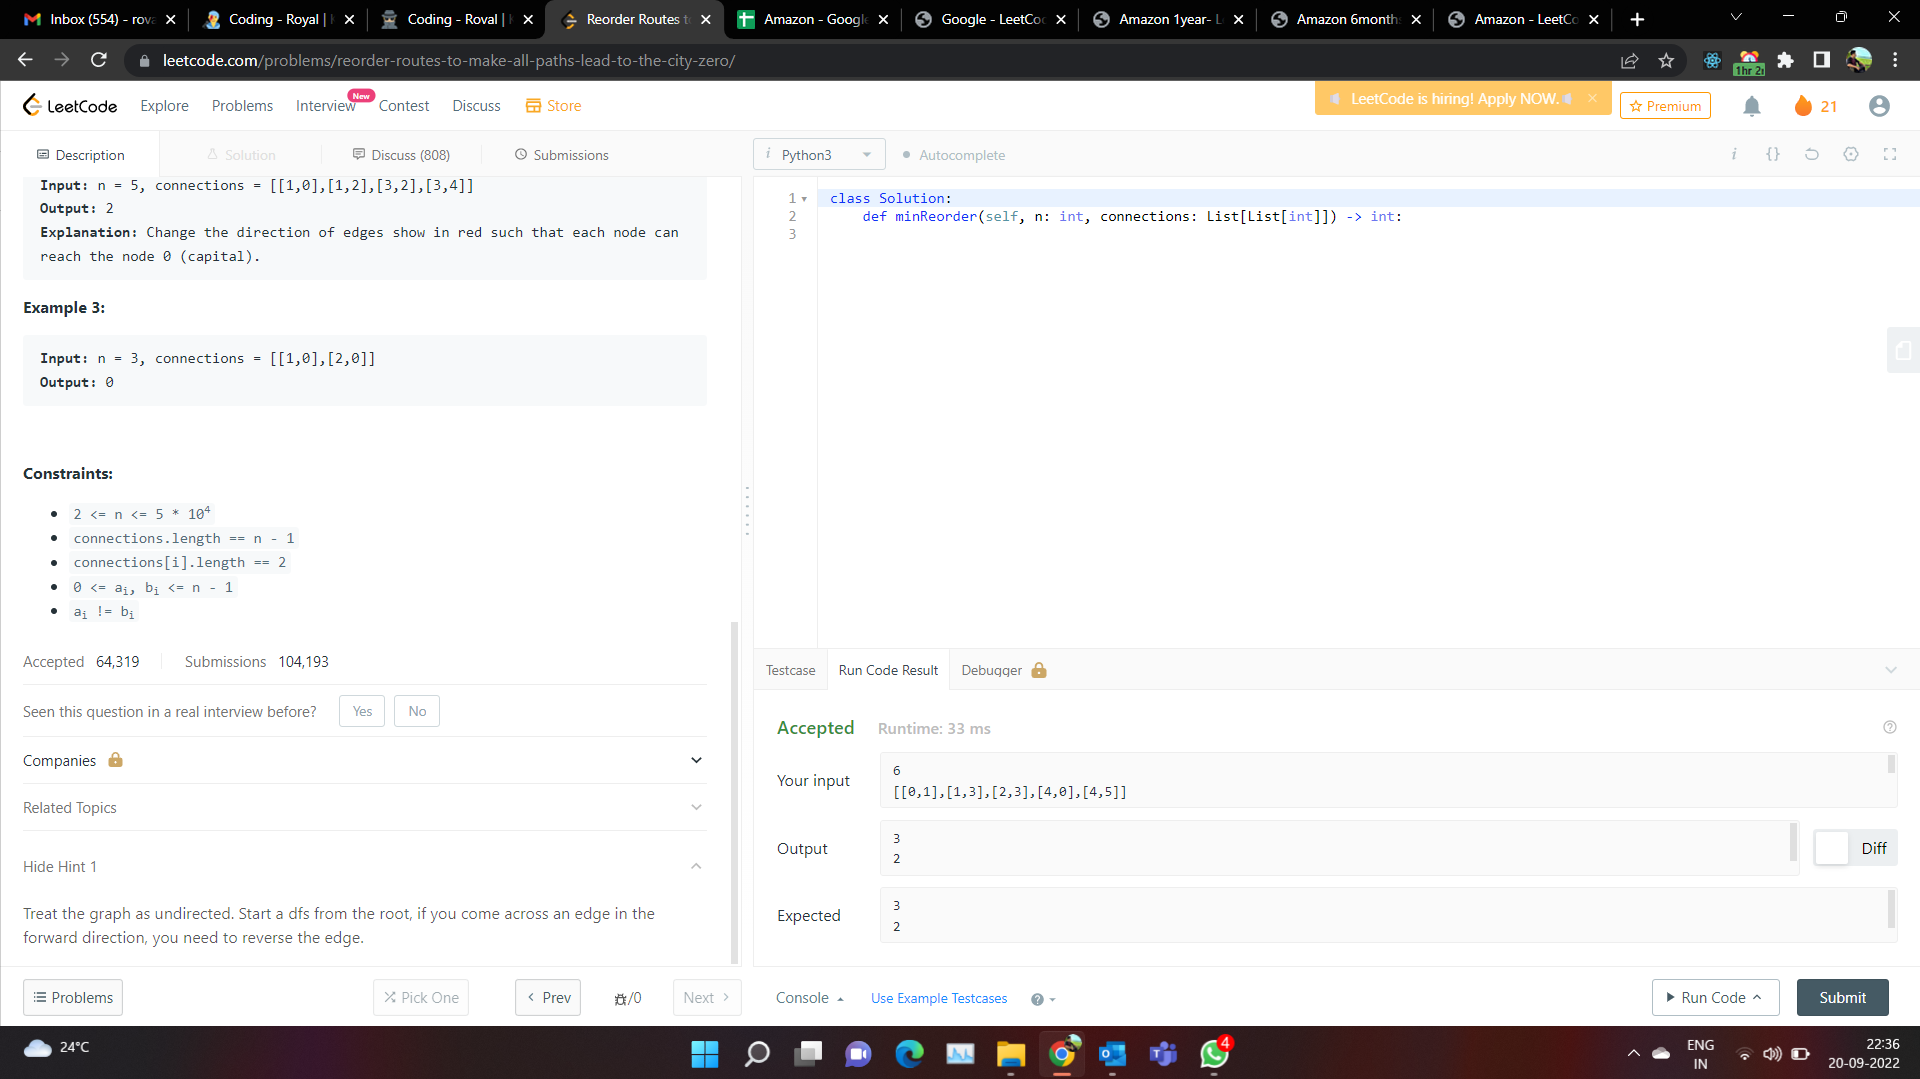 Inbox (554) - rova
Coding - Royal |
Coding - Roval |
Reorder Routes t
Amazon - Google
Google - LeetCo
Amazon 1year- L
Amazon 6month
Amazon - LeetCo
leetcode.com/problems/reorder-routes-to-make-all-paths-lead-to-the-city-zero/
1hr 2
LeetCode
Explore
Problems
Interview
New
Contest
Discuss
Store
LeetCode is hiring! Apply NOW.
Premium
21
Description
Solution
Discuss (808)
Submissions
Input: n = 5, connections = [[1,0],[1,2],[3,2],[3,4]]
Output: 2
Explanation: Change the direction of edges show in red such that each node can
reach the node 0 (capital).
Example 3:
Input: n = 3, connections = [[1,0],[2,0]]
Output: 0
Constraints:
2 <= n <= 5 * 10⁴
connections.length == n - 1
connections[i].length == 2
0 <= aᵢ, bᵢ <= n - 1
aᵢ != bᵢ
Accepted 64,319 Submissions 104,193
Seen this question in a real interview before? Yes No
Companies
Related Topics
Hide Hint 1
Treat the graph as undirected. Start a dfs from the root, if you come across an edge in the
forward direction, you need to reverse the edge.
Problems
Pick One
Prev
/0
Next
i Python3
Autocomplete
i {}
1 class Solution:
2 def minReorder(self, n: int, connections: List[List[int]]) -> int:
3
Testcase
Run Code Result
Debugger
Accepted Runtime: 33 ms
Your input
6
[[0,1],[1,3],[2,3],[4,0],[4,5]]
Output
3
2
Diff
Expected
3
2
Console
Use Example Testcases
Run Code
Submit
24°C
4
ENG
IN
22:36
20-09-2022